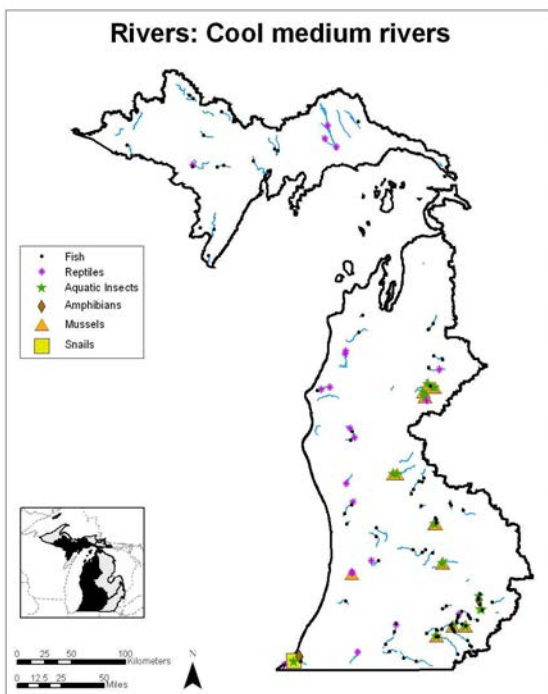 Rivers: Cool medium rivers
Fish
Reptiles
Aquatic Insects
Amphibians
Mussels
Snails
0 25 50 100
Kilometers
0 12.5 25 50
Miles
N